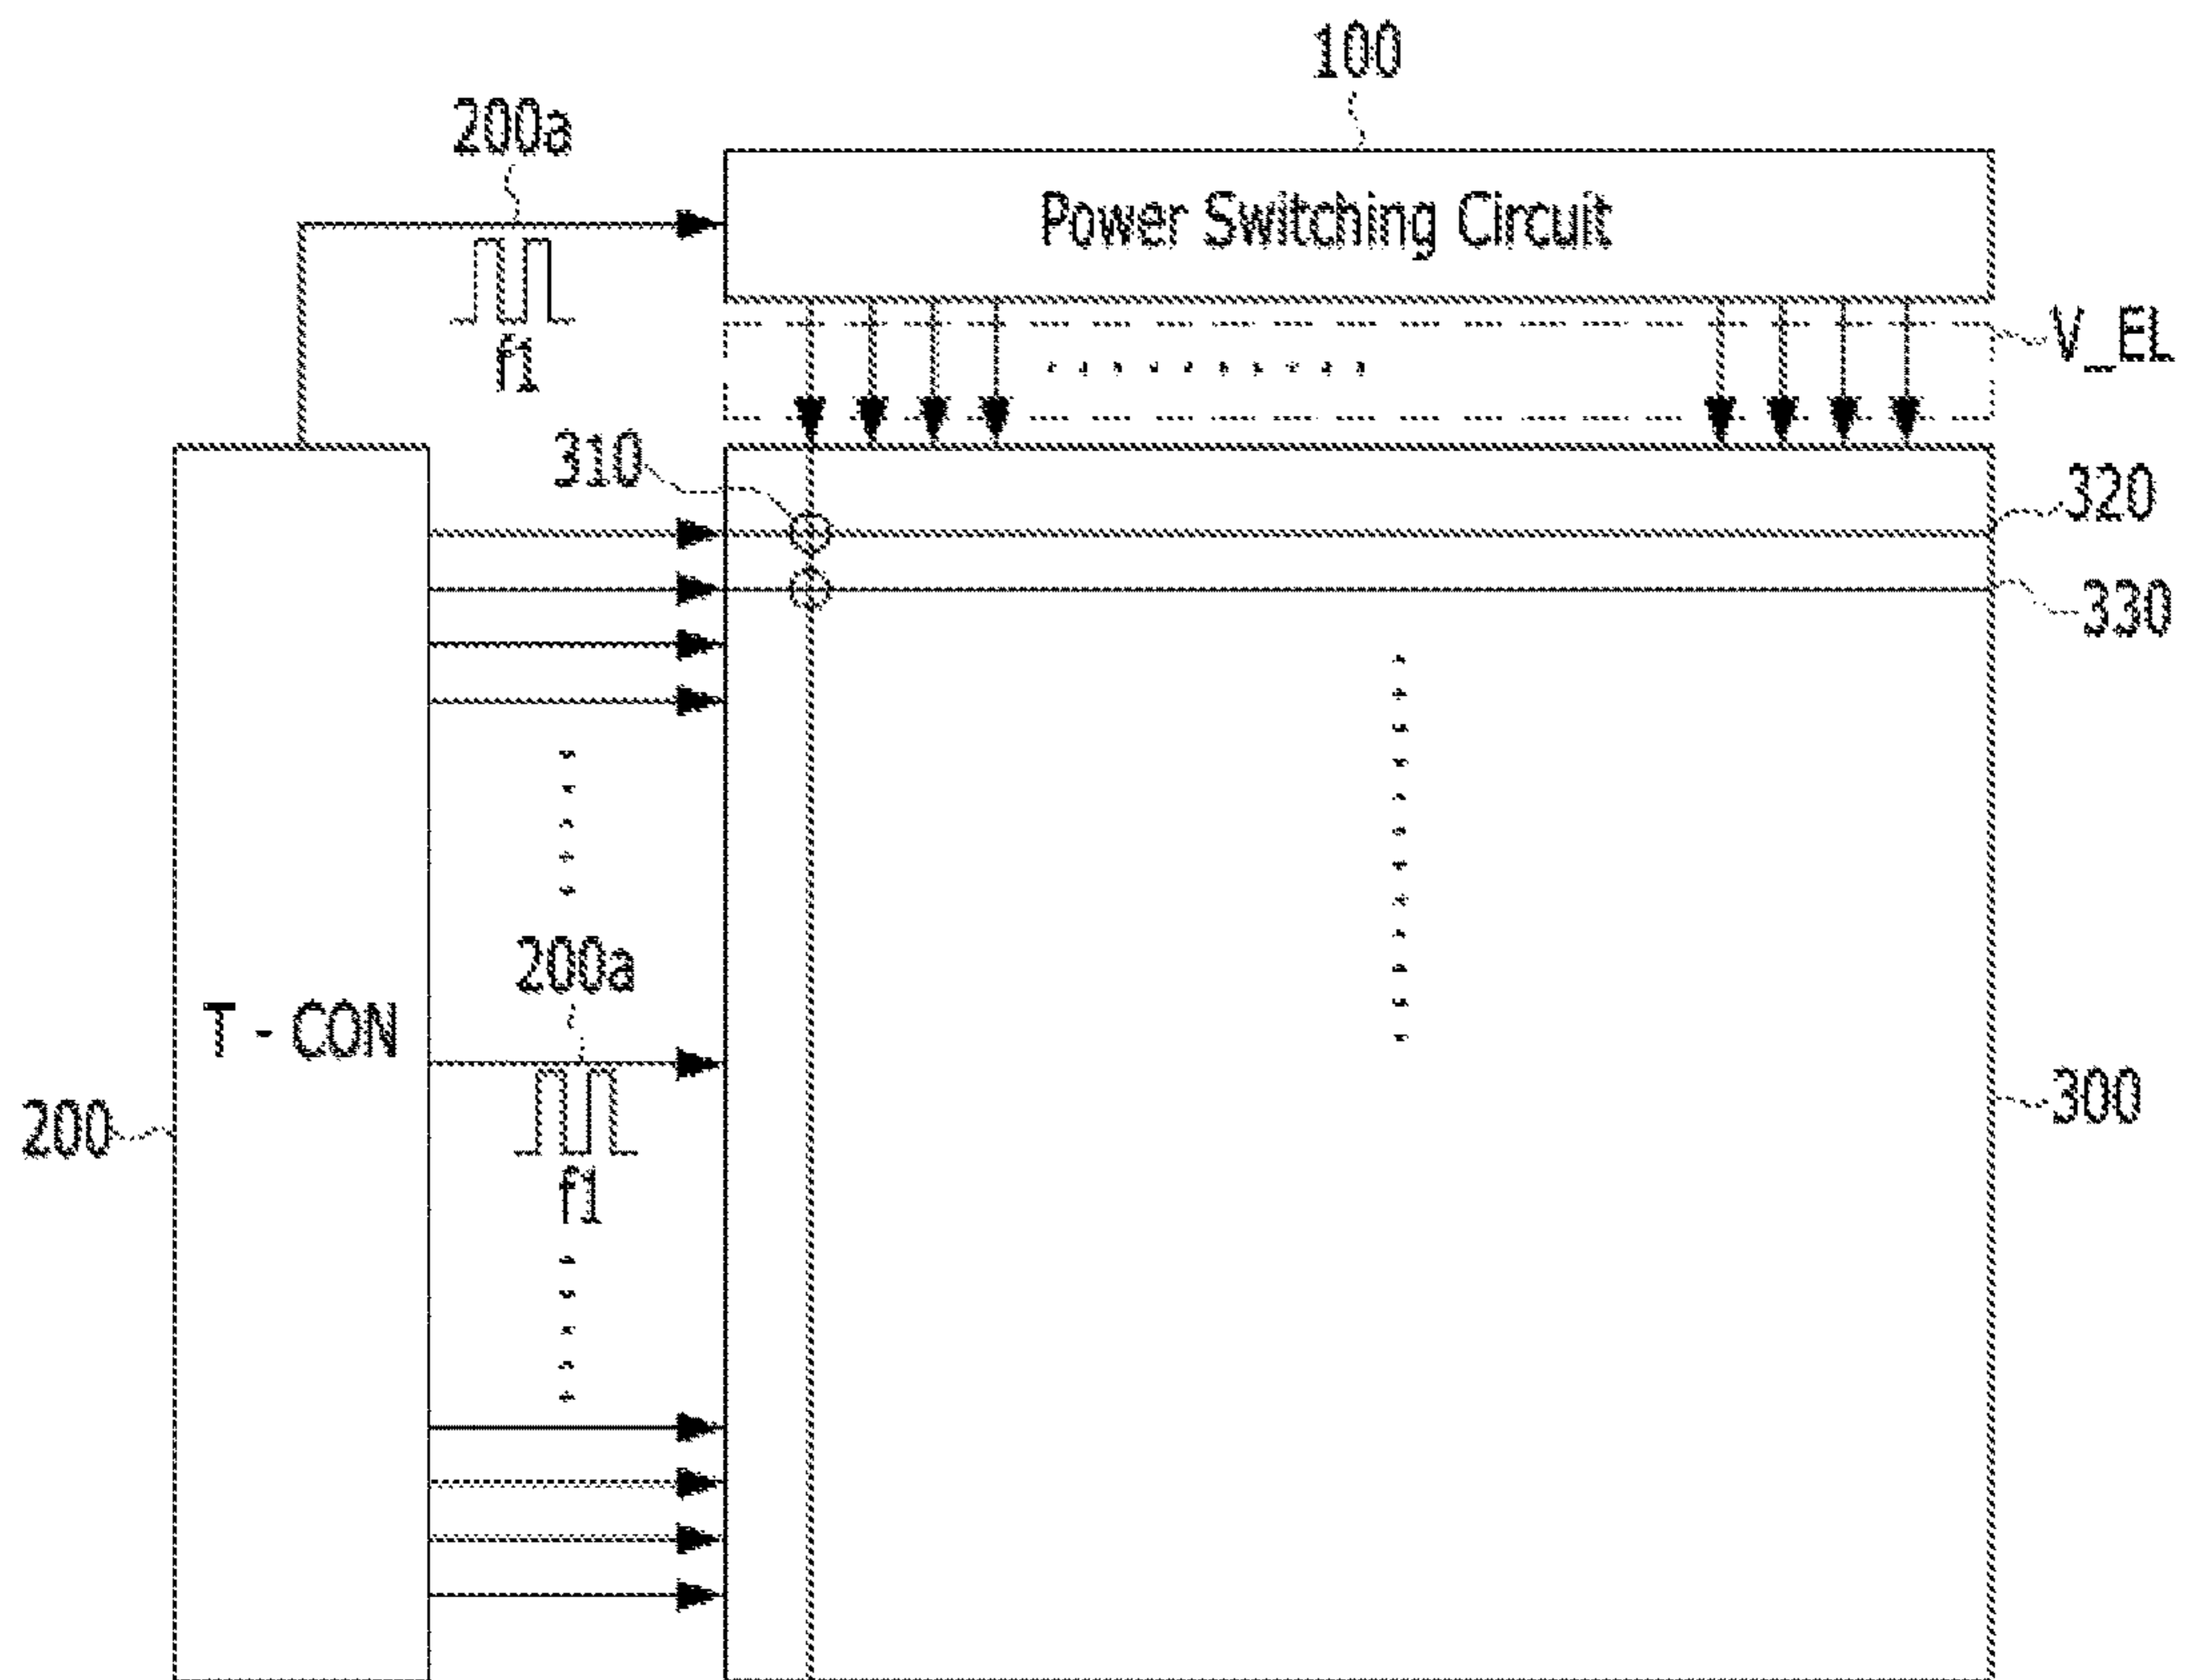 100
200a
Power Switching Circuit
f1
V_EL
310
320
330
200a
T - CON
200
f1
300